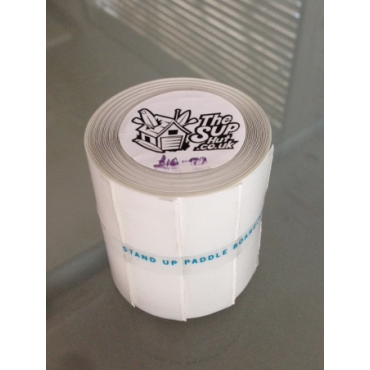 The
SUP
Hut
.co.uk
STAND UP PADDLE BOARD